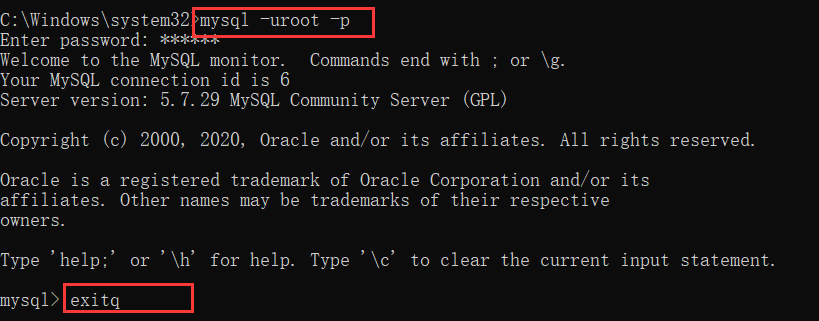 C:\Windows\system32>mysql -uroot -p
Enter password: ******
Welcome to the MySQL monitor.  Commands end with ; or \g.
Your MySQL connection id is 6
Server version: 5.7.29 MySQL Community Server (GPL)
Copyright (c) 2000, 2020, Oracle and/or its affiliates. All rights reserved.
Oracle is a registered trademark of Oracle Corporation and/or its
affiliates. Other names may be trademarks of their respective
owners.
Type 'help;' or '\h' for help. Type '\c' to clear the current input statement.
mysql> exitq